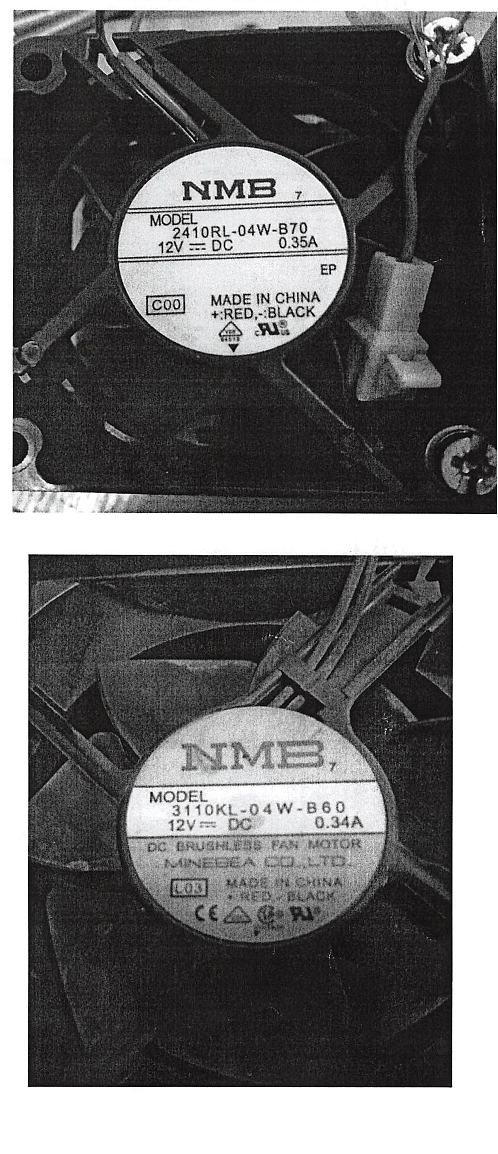 NMB 7
MODEL
2410RL-04W-B70
12V ⎓ DC 0.35A
EP
C00
MADE IN CHINA
+:RED,-:BLACK
NMB 7
MODEL
3110KL-04W-B60
12V ⎓ DC 0.34A
DC BRUSHLESS FAN MOTOR
MINEBEA CO.,LTD.
L03
MADE IN CHINA
+:RED,-:BLACK
CE